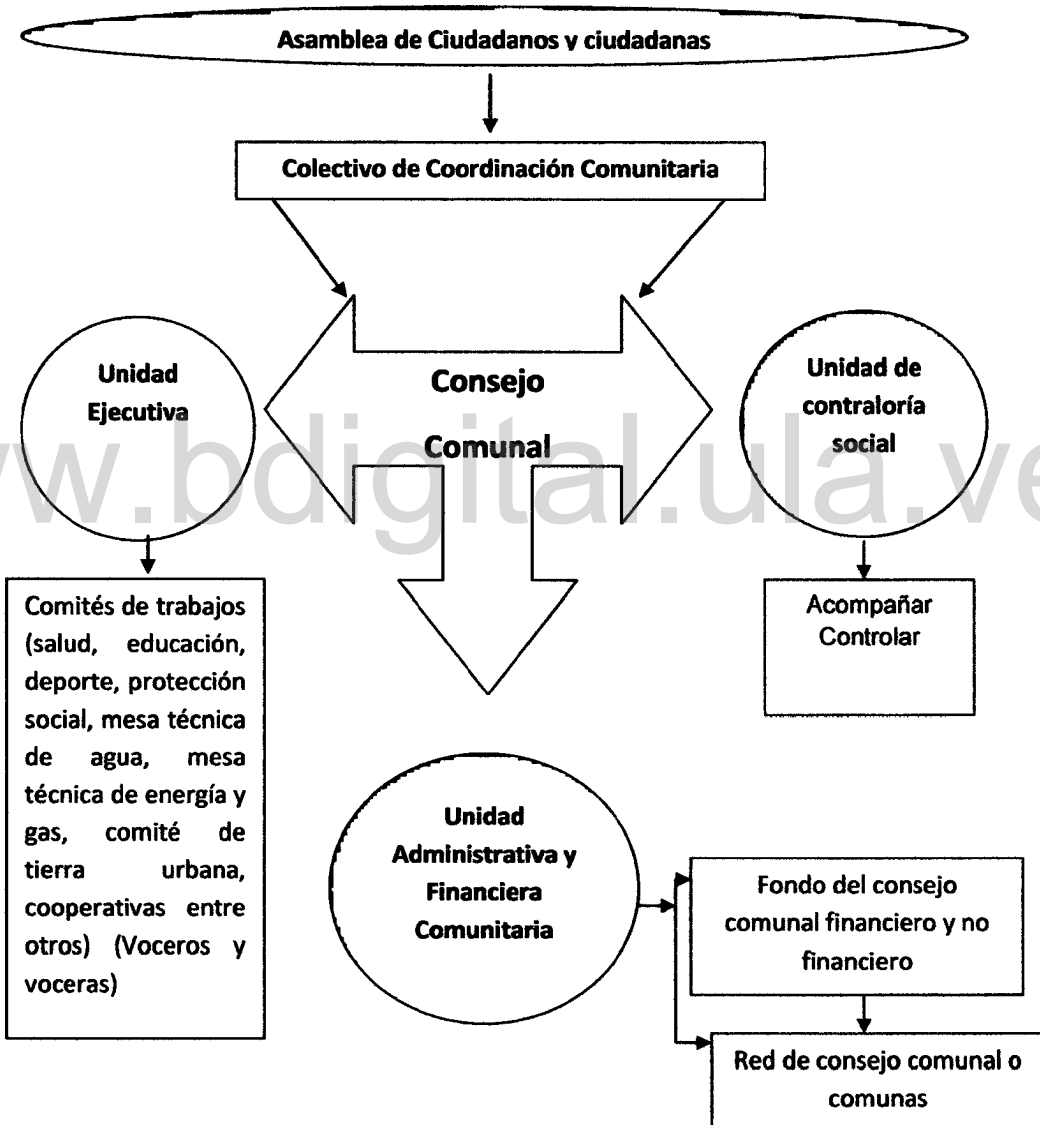 Asamblea de Ciudadanos y ciudadanas
Colectivo de Coordinación Comunitaria
Consejo
Comunal
Unidad
Ejecutiva
Unidad de
contraloría
social
www.bdigital.ula.ve
Comités de trabajos
(salud, educación,
deporte, protección
social, mesa técnica
de agua, mesa
técnica de energía y
gas, comité de
tierra urbana,
cooperativas entre
otros) (Voceros y
voceras)
Acompañar
Controlar
Unidad
Administrativa y
Financiera
Comunitaria
Fondo del consejo
comunal financiero y no
financiero
Red de consejo comunal o
comunas